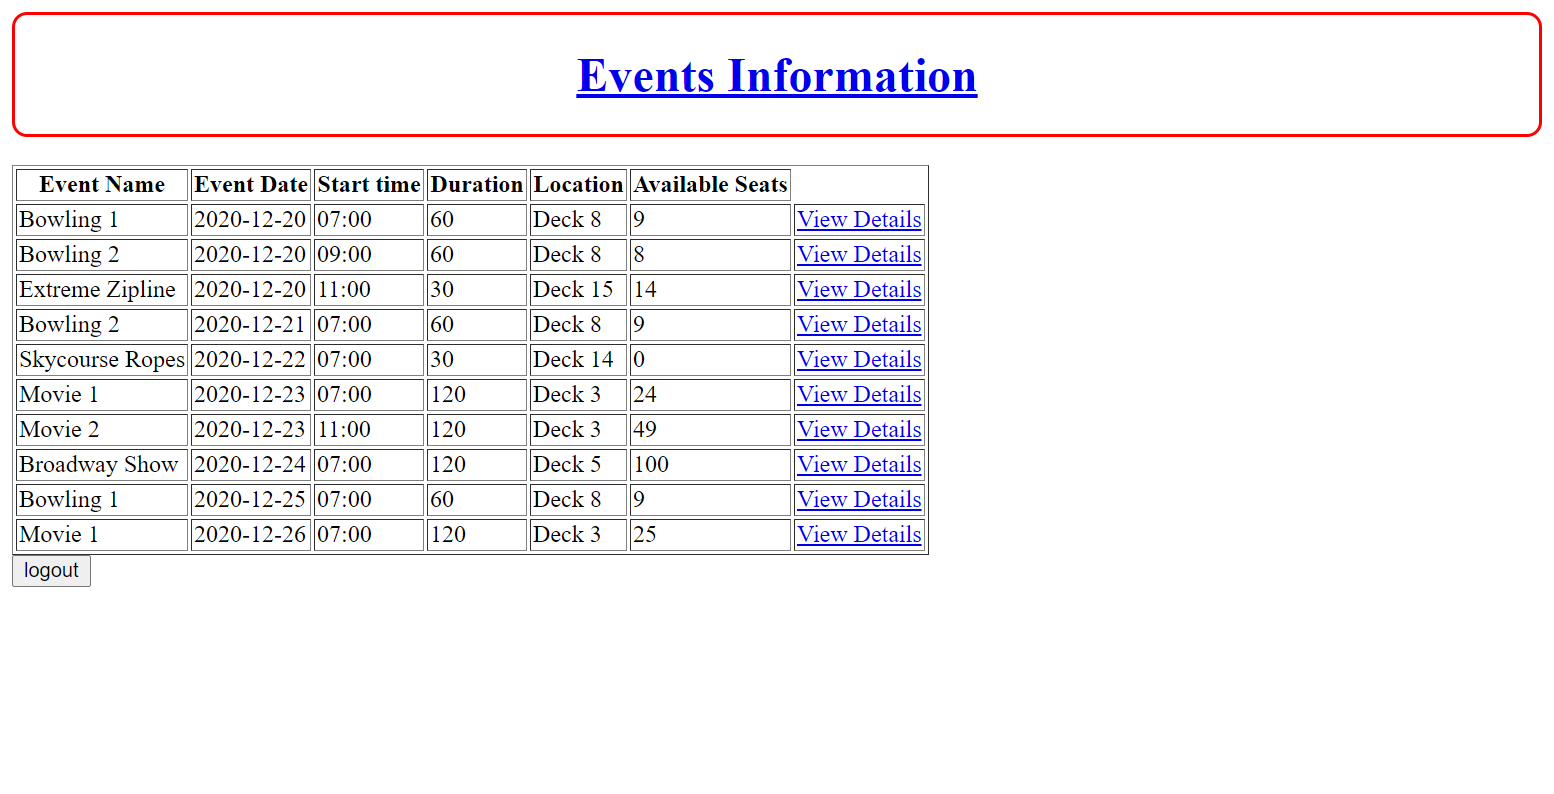 Events Information
Event Name Event Date Start time Duration Location Available Seats
Bowling 1 2020-12-20 07:00 60 Deck 8 9 View Details
Bowling 2 2020-12-20 09:00 60 Deck 8 8 View Details
Extreme Zipline 2020-12-20 11:00 30 Deck 15 14 View Details
Bowling 2 2020-12-21 07:00 60 Deck 8 9 View Details
Skycourse Ropes 2020-12-22 07:00 30 Deck 14 0 View Details
Movie 1 2020-12-23 07:00 120 Deck 3 24 View Details
Movie 2 2020-12-23 11:00 120 Deck 3 49 View Details
Broadway Show 2020-12-24 07:00 120 Deck 5 100 View Details
Bowling 1 2020-12-25 07:00 60 Deck 8 9 View Details
Movie 1 2020-12-26 07:00 120 Deck 3 25 View Details
logout